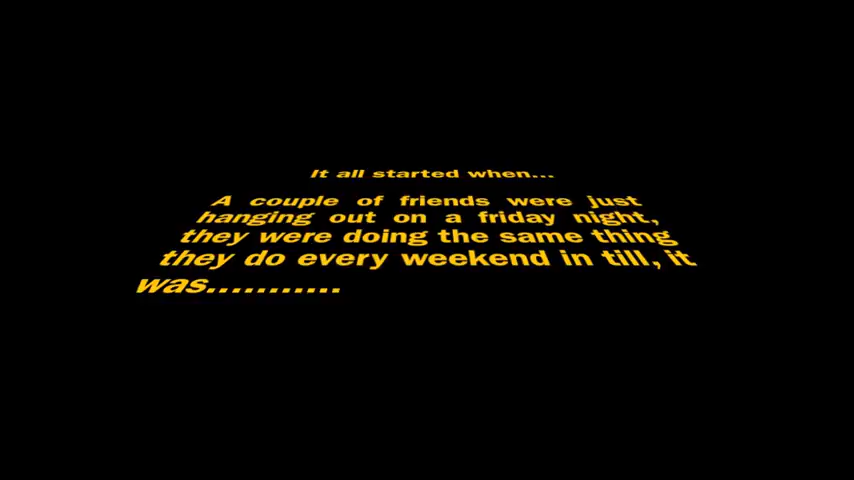 It all started when...
A couple of friends were just
hanging out on a friday night,
they were doing the same thing
they do every weekend in till, it
was...........